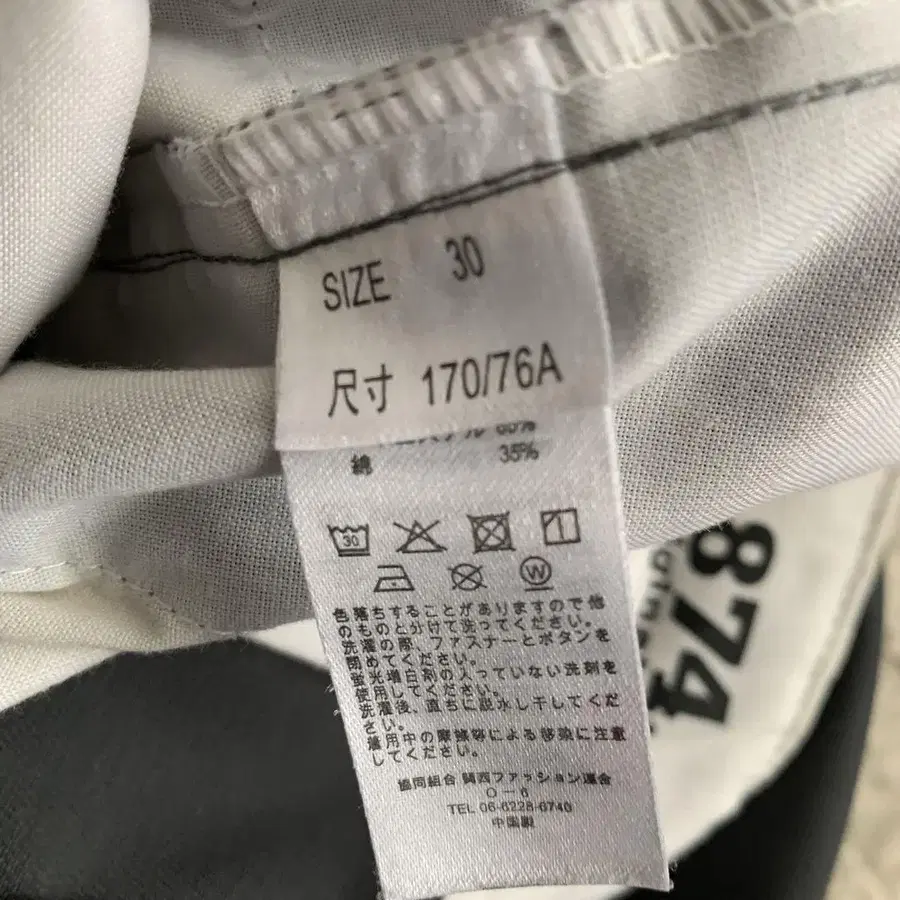 SIZE 30
尺寸 170/76A
綿 35%
30
W
色落ちすることがありますので他
のものと分けて洗ってください。
洗濯の際、ファスナーとボタンを
閉めてください。
蛍光増白剤の入っていない洗剤を
使用してください。
洗濯後、直ちに脱水し干してくだ
さい。
着用中の摩擦等による移染に注意
してください。
協同組合 関西ファッション連合
O-6
TEL 06-6228-6740
中国製
874